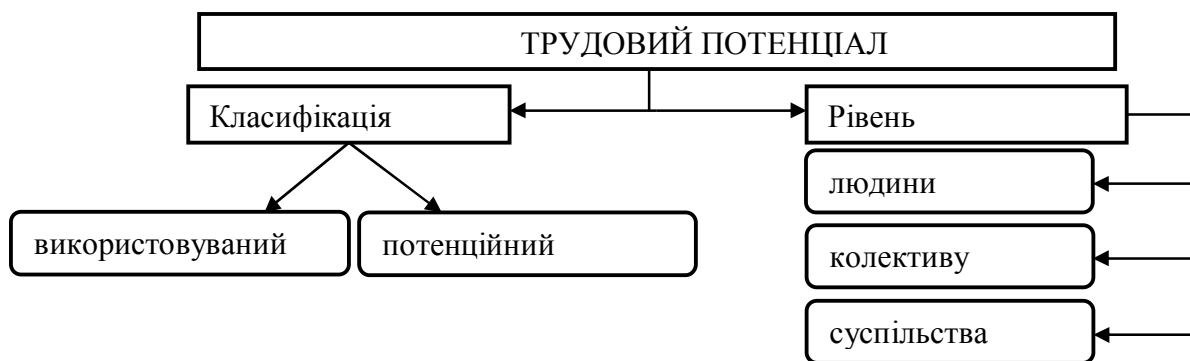 ТРУДОВИЙ ПОТЕНЦІАЛ
Класифікація
Рівень
людини
використовуваний
потенційний
колективу
суспільства